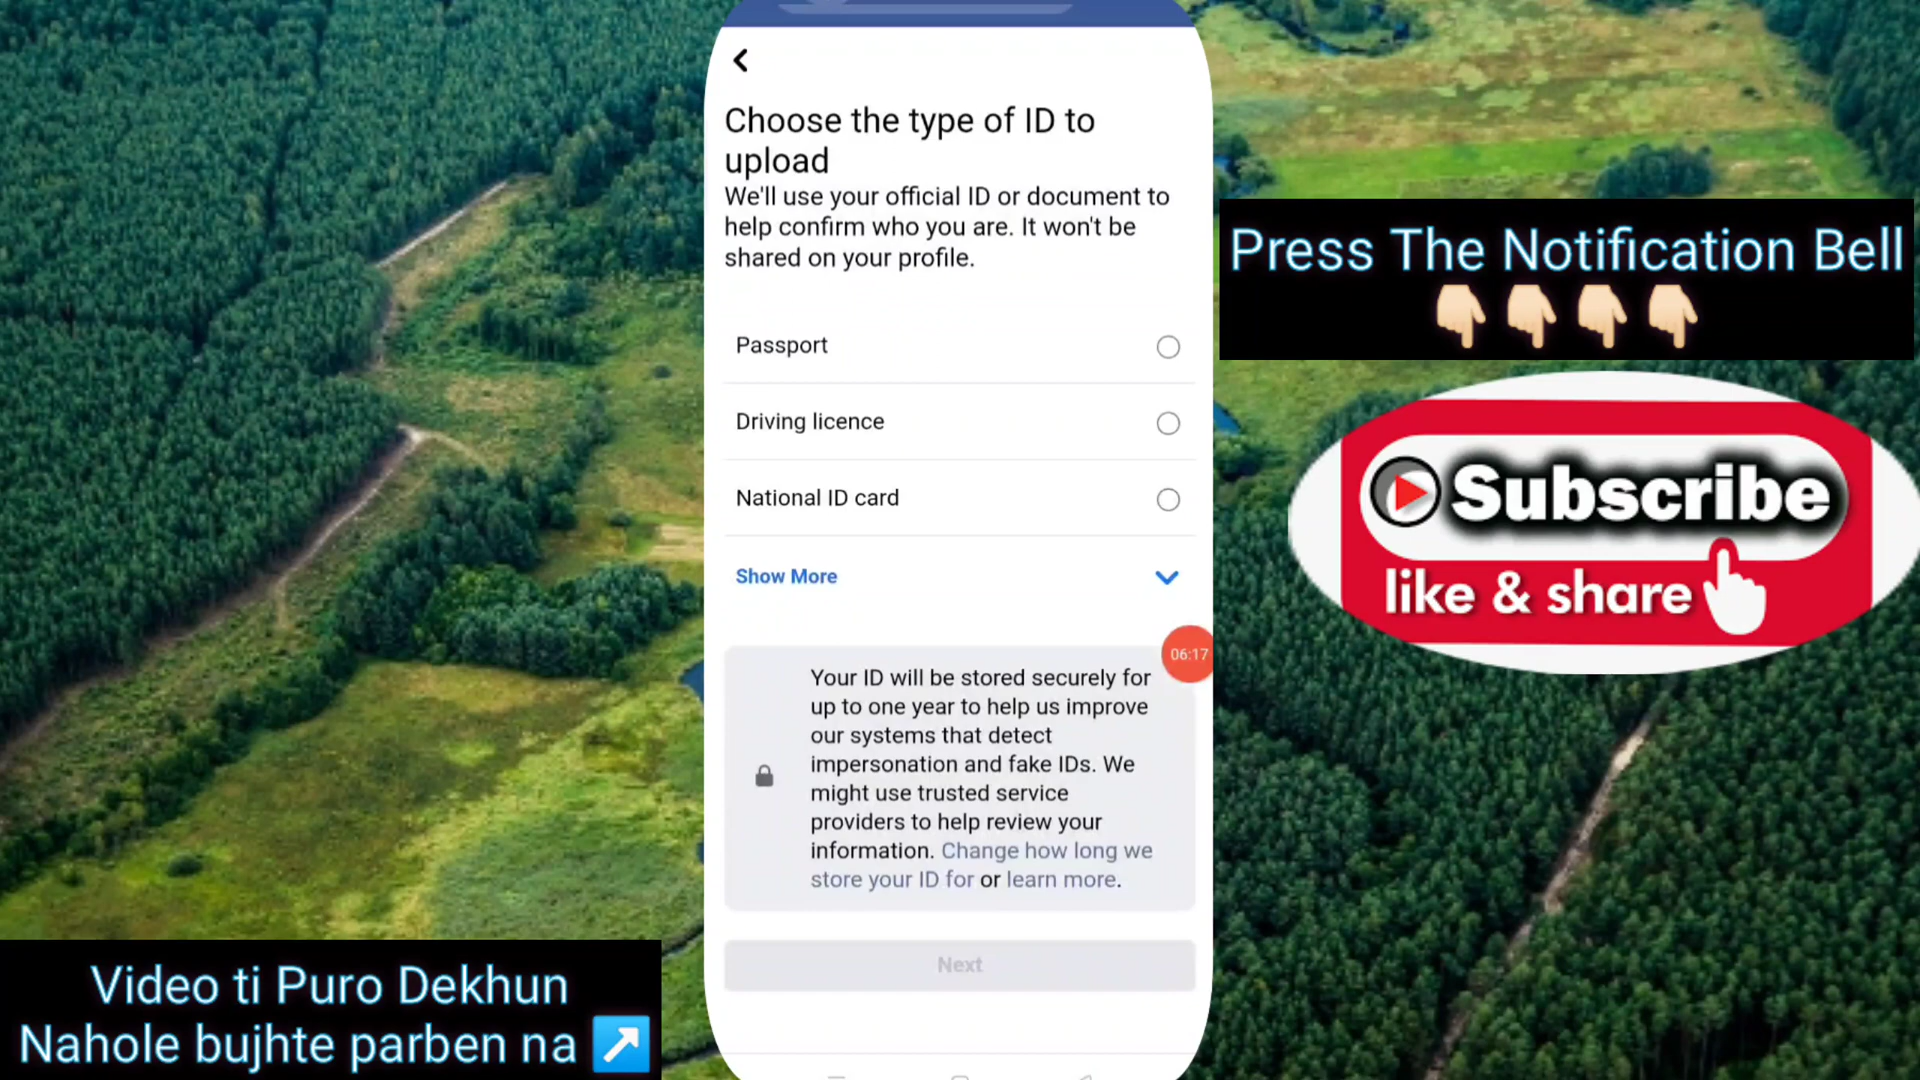 Choose the type of ID to
upload
We'll use your official ID or document to
help confirm who you are. It won't be
shared on your profile.
Passport
Driving licence
National ID card
Show More
06:17
Your ID will be stored securely for
up to one year to help us improve
our systems that detect
impersonation and fake IDs. We
might use trusted service
providers to help review your
information. Change how long we
store your ID for or learn more.
Next
Press The Notification Bell
👇🏻👇🏻👇🏻👇🏻
Subscribe
like & share
Video ti Puro Dekhun
Nahole bujhte parben na ↗️